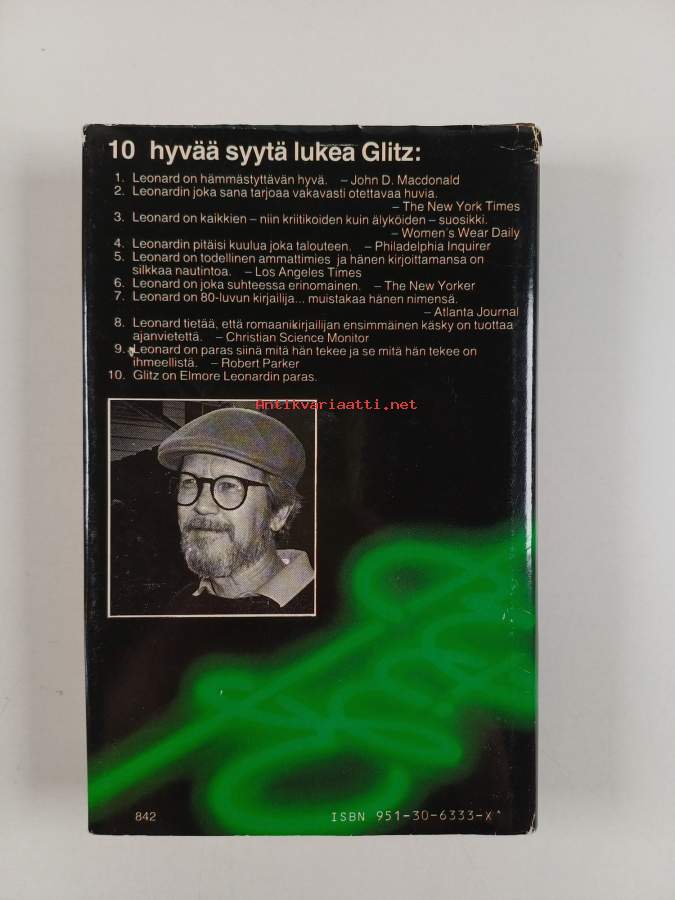 10 hyvää syytä lukea Glitz:
1. Leonard on hämmästyttävän hyvä. – John D. Macdonald
2. Leonardin joka sana tarjoaa vakavasti otettavaa huvia.
– The New York Times
3. Leonard on kaikkien – niin kriitikoiden kuin älyköiden – suosikki.
– Women's Wear Daily
4. Leonardin pitäisi kuulua joka talouteen. – Philadelphia Inquirer
5. Leonard on todellinen ammattimies ja hänen kirjoittamansa on
silkkaa nautintoa. – Los Angeles Times
6. Leonard on joka suhteessa erinomainen. – The New Yorker
7. Leonard on 80-luvun kirjailija... muistakaa hänen nimensä.
– Atlanta Journal
8. Leonard tietää, että romaanikirjailijan ensimmäinen käsky on tuottaa
ajanvietettä. – Christian Science Monitor
9. Leonard on paras siinä mitä hän tekee ja se mitä hän tekee on
ihmeellistä. – Robert Parker
10. Glitz on Elmore Leonardin paras.
Antikvariaatti.net
842 ISBN 951-30-6333-X